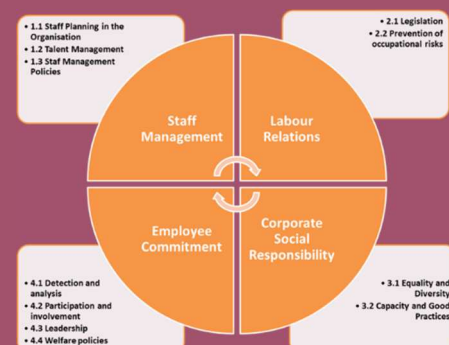 • 1.1 Staff Planning in the
Organisation
• 1.2 Talent Management
• 1.3 Staf Management
Policies
• 2.1 Legislation
• 2.2 Prevention of
occupational risks
Staff
Management
Labour
Relations
Employee
Commitment
Corporate
Social
Responsibility
• 4.1 Detection and
analysis
• 4.2 Participation and
involvement
• 4.3 Leadership
• 4.4 Welfare policies
• 3.1 Equality and
Diversity
• 3.2 Capacity and Good
Practices